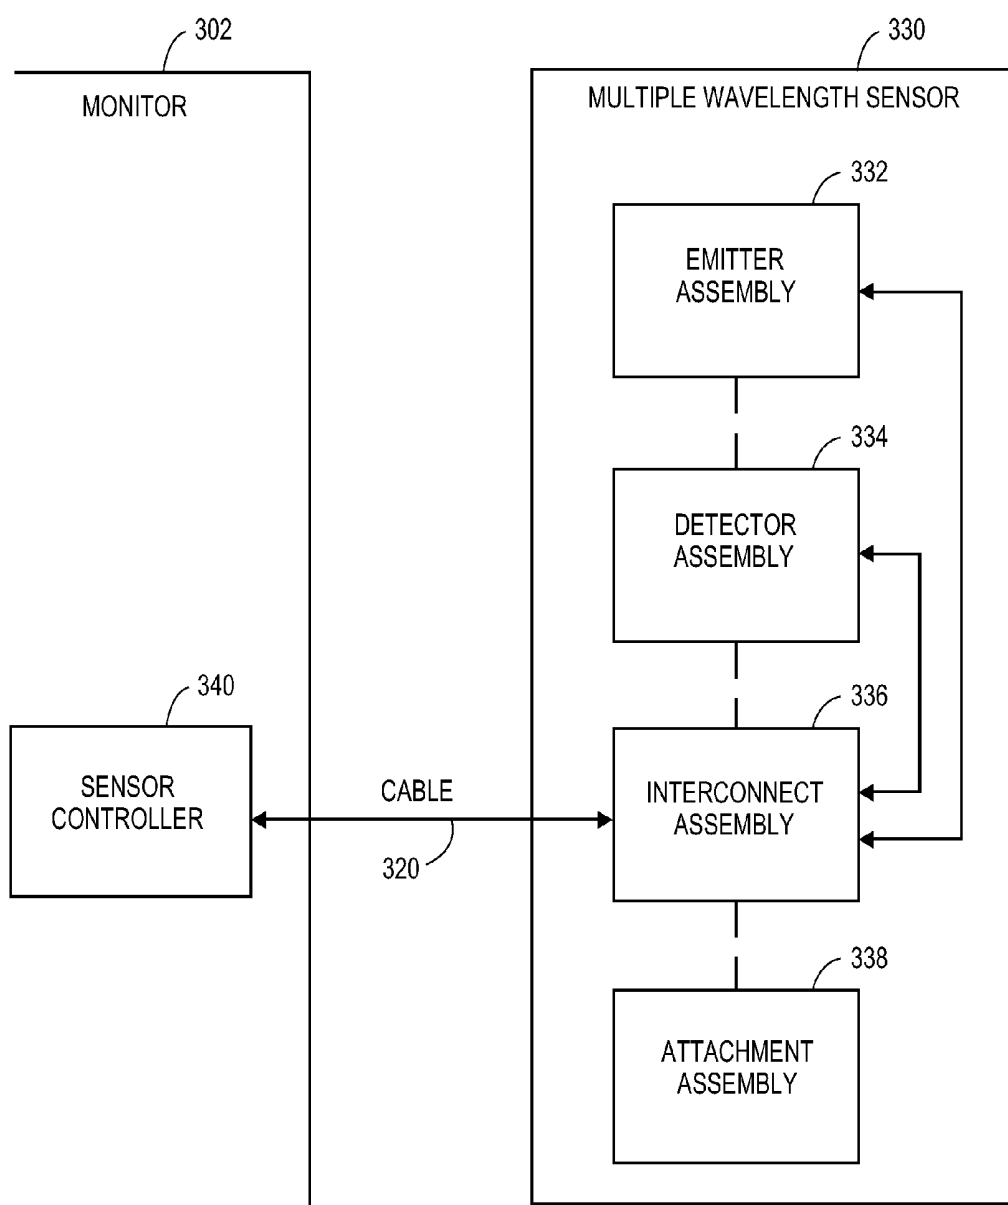 302
MONITOR
330
MULTIPLE WAVELENGTH SENSOR
332
EMITTER
ASSEMBLY
334
DETECTOR
ASSEMBLY
340
SENSOR
CONTROLLER
CABLE
320
336
INTERCONNECT
ASSEMBLY
338
ATTACHMENT
ASSEMBLY